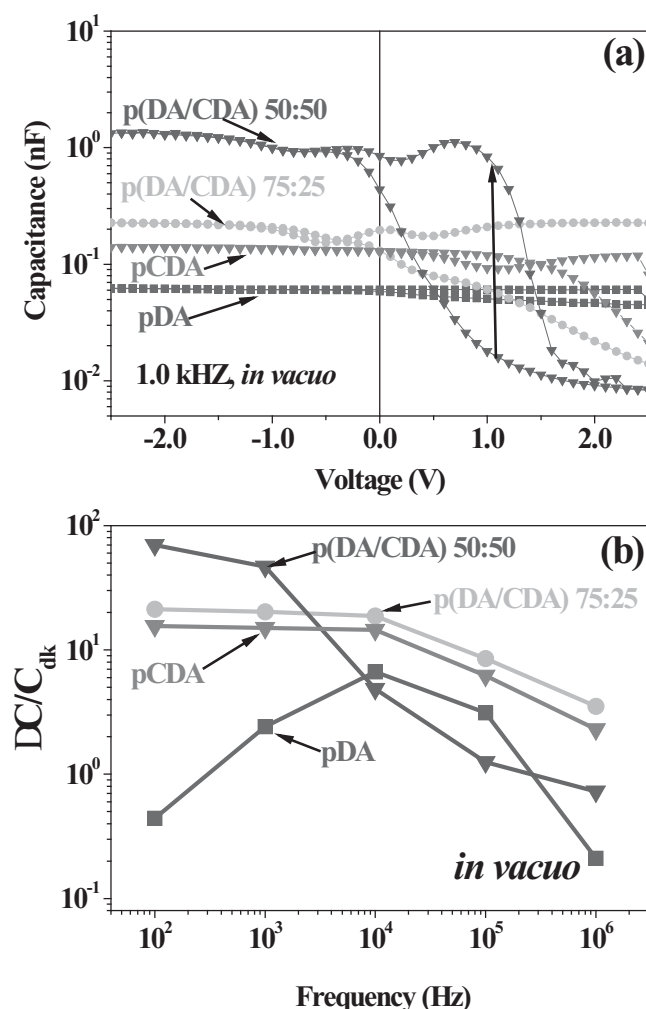 (a)
10¹
p(DA/CDA) 50:50
10⁰
p(DA/CDA) 75:25
pCDA
10⁻¹
pDA
10⁻²
1.0 kHZ, in vacuo
Capacitance (nF)
-2.0 -1.0 0.0 1.0 2.0
Voltage (V)
(b)
10²
p(DA/CDA) 50:50
p(DA/CDA) 75:25
10¹
pCDA
pDA
10⁰
in vacuo
10⁻¹
DC/C_dk
10² 10³ 10⁴ 10⁵ 10⁶
Frequency (Hz)